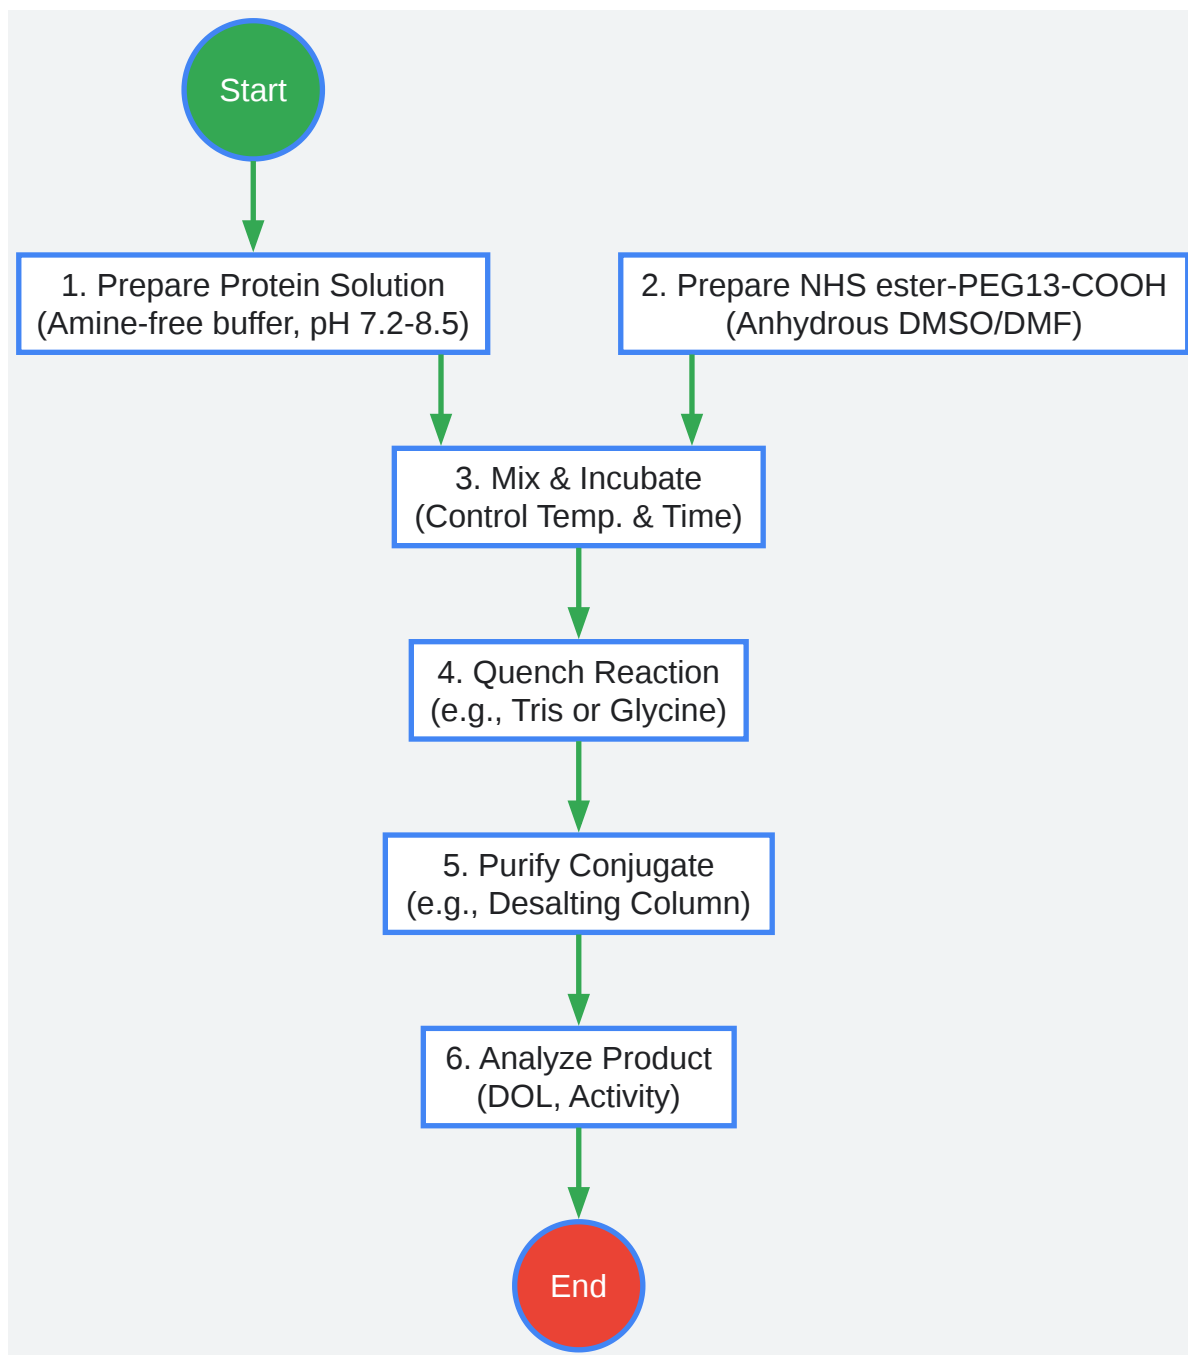 Start
1. Prepare Protein Solution
(Amine-free buffer, pH 7.2-8.5)
2. Prepare NHS ester-PEG13-COOH
(Anhydrous DMSO/DMF)
3. Mix & Incubate
(Control Temp. & Time)
4. Quench Reaction
(e.g., Tris or Glycine)
5. Purify Conjugate
(e.g., Desalting Column)
6. Analyze Product
(DOL, Activity)
End